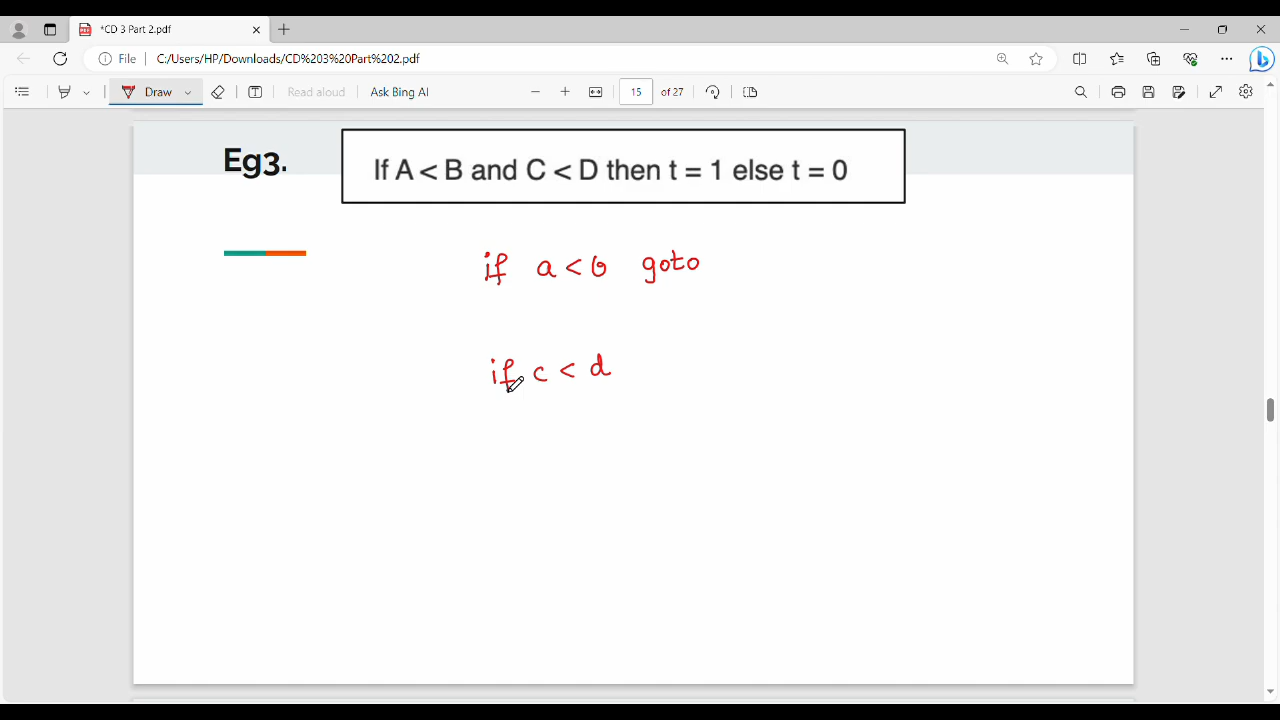 *CD 3 Part 2.pdf
File C:/Users/HP/Downloads/CD%203%20Part%202.pdf
Draw Read aloud Ask Bing AI 15 of 27
Eg3. If A < B and C < D then t = 1 else t = 0
if a < b goto
if c < d